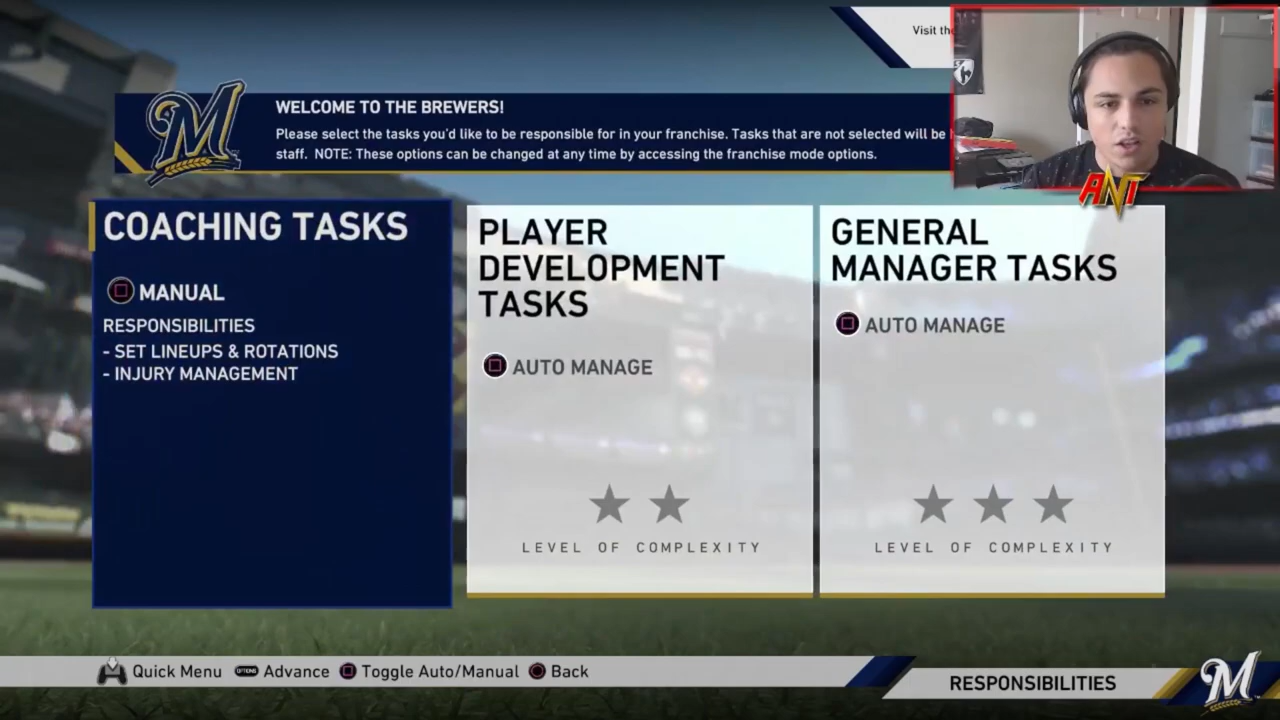 Visit the
WELCOME TO THE BREWERS!
Please select the tasks you'd like to be responsible for in your franchise. Tasks that are not selected will be
staff. NOTE: These options can be changed at any time by accessing the franchise mode options.
M
ANT
COACHING TASKS
MANUAL
RESPONSIBILITIES
- SET LINEUPS & ROTATIONS
- INJURY MANAGEMENT
PLAYER
DEVELOPMENT
TASKS
AUTO MANAGE
LEVEL OF COMPLEXITY
GENERAL
MANAGER TASKS
AUTO MANAGE
LEVEL OF COMPLEXITY
Quick Menu OPTIONS Advance Toggle Auto/Manual Back
RESPONSIBILITIES
M